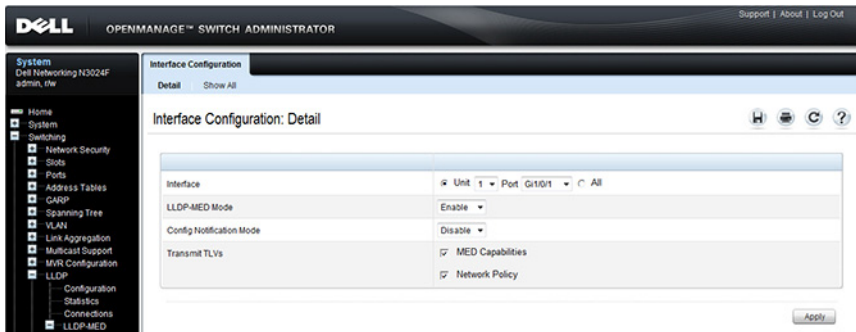 Support | About | Log Out
DELL OPENMANAGE™ SWITCH ADMINISTRATOR
System
Dell Networking N3024F
admin, r/w
Home
System
Switching
Network Security
Slots
Ports
Address Tables
GARP
Spanning Tree
VLAN
Link Aggregation
Multicast Support
MVR Configuration
LLDP
Configuration
Statistics
Connections
LLDP-MED
Interface Configuration
Detail Show All
Interface Configuration: Detail
Interface Unit 1 Port Gi1/0/1 All
LLDP-MED Mode Enable
Config Notification Mode Disable
Transmit TLVs MED Capabilities
Network Policy
Apply